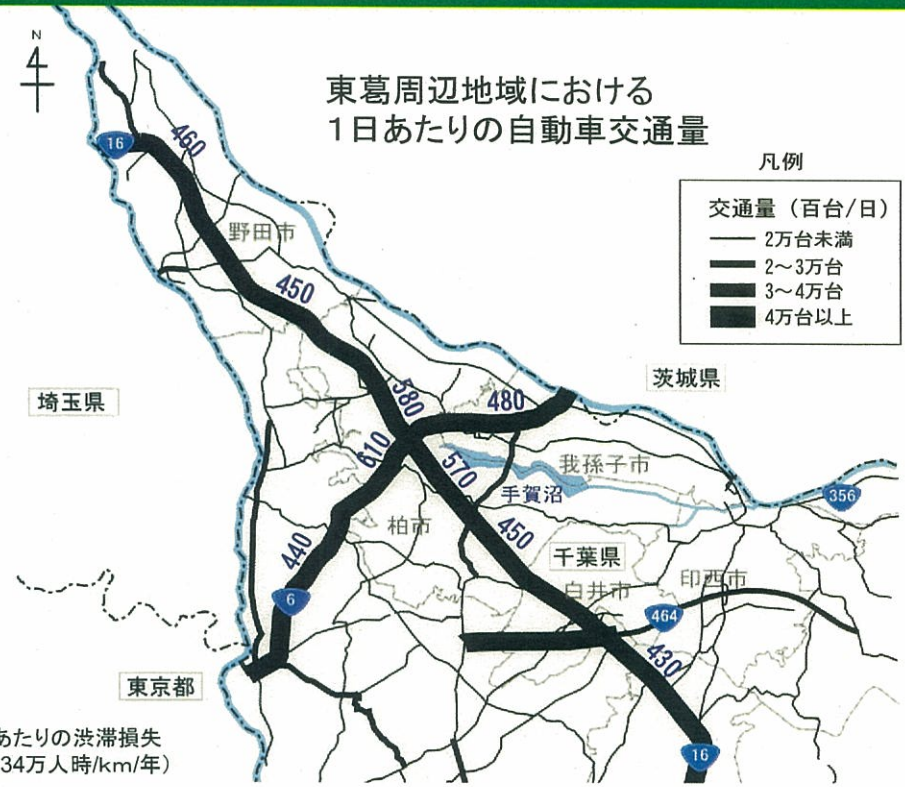 N
東葛周辺地域における
1日あたりの自動車交通量
凡例
交通量（百台/日）
2万台未満
2～3万台
3～4万台
4万台以上
16
460
野田市
450
埼玉県
茨城県
580
480
610
570
我孫子市
手賀沼
356
柏市
450
440
千葉県
白井市
印西市
6
464
430
東京都
16
あたりの渋滞損失
34万人時/km/年）